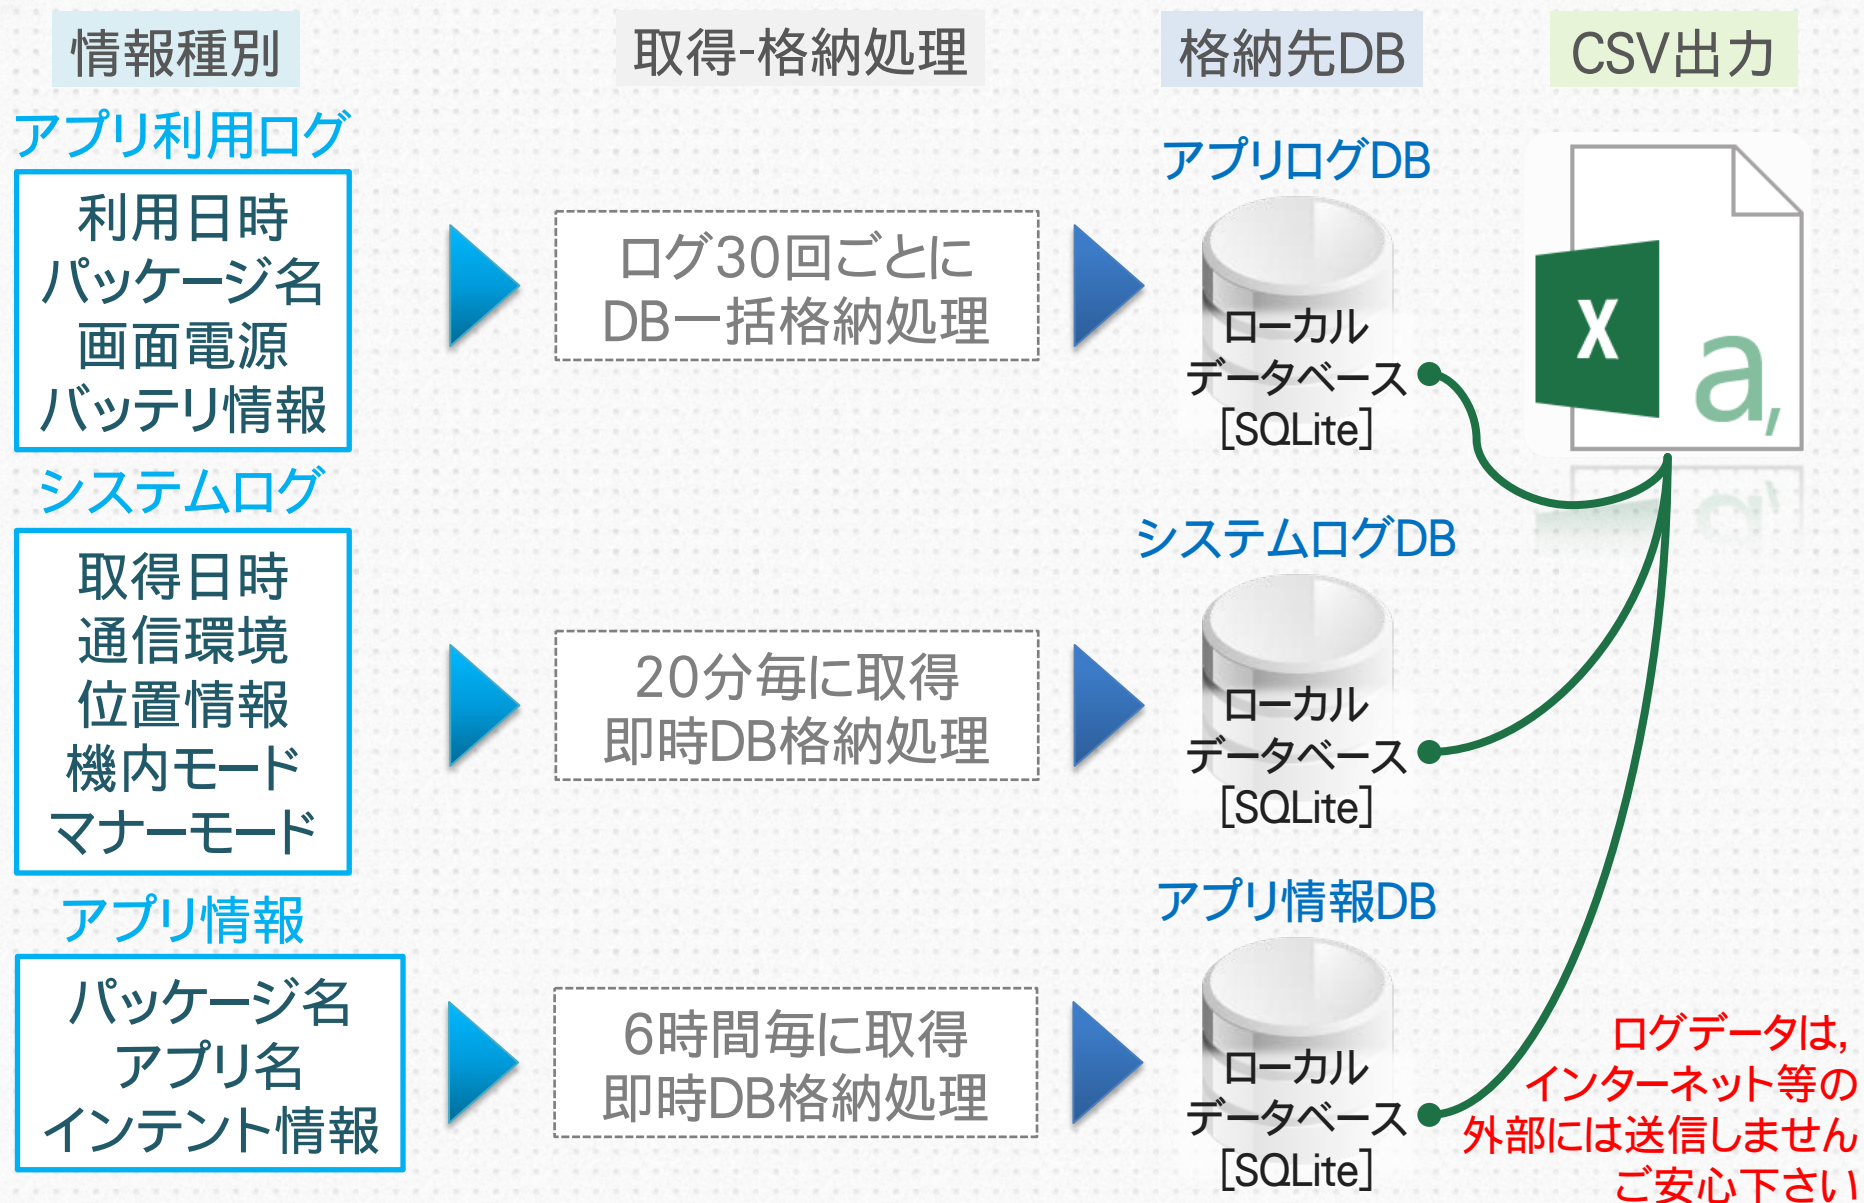 情報種別
取得-格納処理
格納先DB
CSV出力
アプリ利用ログ
利用日時
パッケージ名
画面電源
バッテリ情報
ログ30回ごとに
DB一括格納処理
アプリログDB
ローカル
データベース
[SQLite]
X
a,
システムログ
取得日時
通信環境
位置情報
機内モード
マナーモード
20分毎に取得
即時DB格納処理
システムログDB
ローカル
データベース
[SQLite]
アプリ情報
パッケージ名
アプリ名
インテント情報
6時間毎に取得
即時DB格納処理
アプリ情報DB
ローカル
データベース
[SQLite]
ログデータは,
インターネット等の
外部には送信しません
ご安心下さい